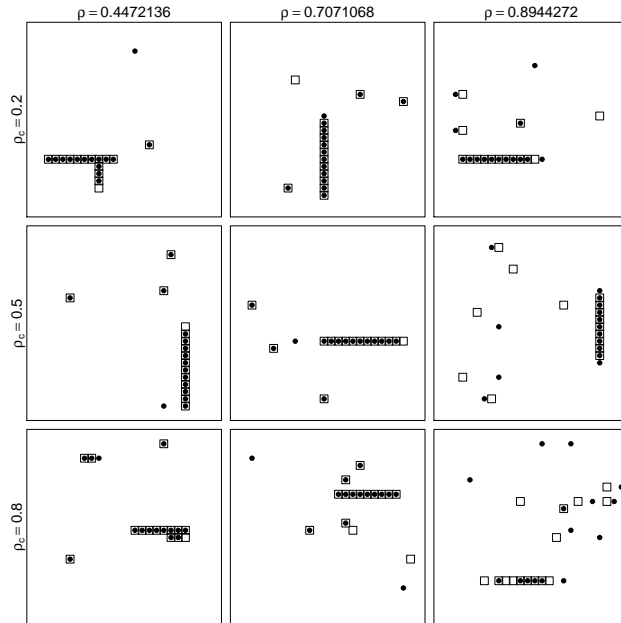 ρ = 0.4472136
ρ = 0.7071068
ρ = 0.8944272
ρc = 0.2
ρc = 0.5
ρc = 0.8